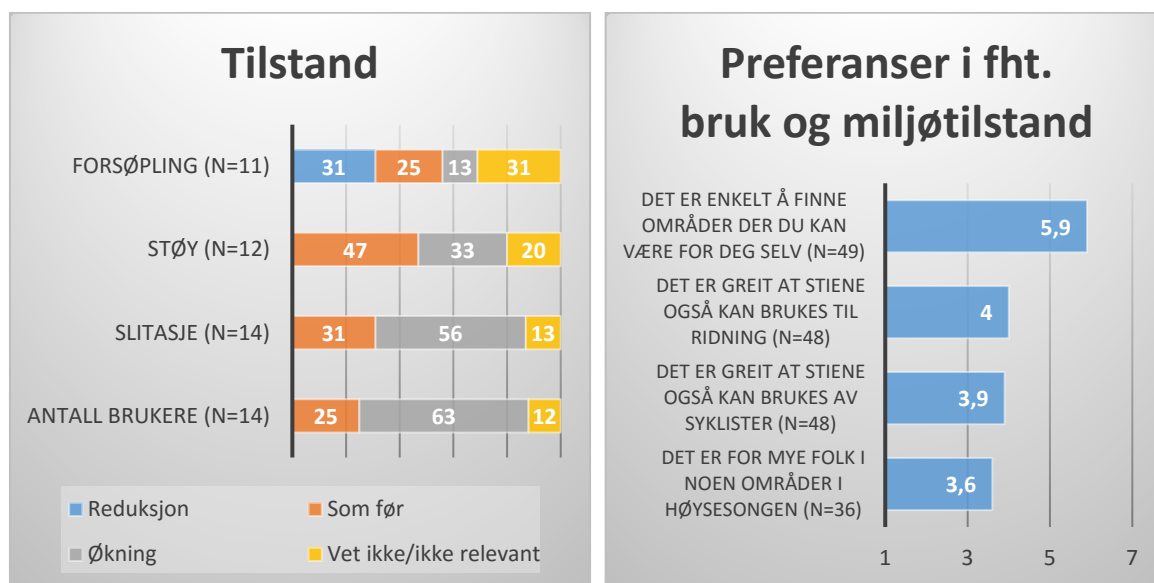 Tilstand
FORSØPLING (N=11)
31 25 13 31
STØY (N=12)
47 33 20
SLITASJE (N=14)
31 56 13
ANTALL BRUKERE (N=14)
25 63 12
Reduksjon
Som før
Økning
Vet ikke/ikke relevant
Preferanser i fht.
bruk og miljøtilstand
DET ER ENKELT Å FINNE
OMRÅDER DER DU KAN
VÆRE FOR DEG SELV (N=49)
5,9
DET ER GREIT AT STIENE
OGSÅ KAN BRUKES TIL
RIDNING (N=48)
4
DET ER GREIT AT STIENE
OGSÅ KAN BRUKES AV
SYKLISTER (N=48)
3,9
DET ER FOR MYE FOLK I
NOEN OMRÅDER I
HØYSESONGEN (N=36)
3,6
1 3 5 7